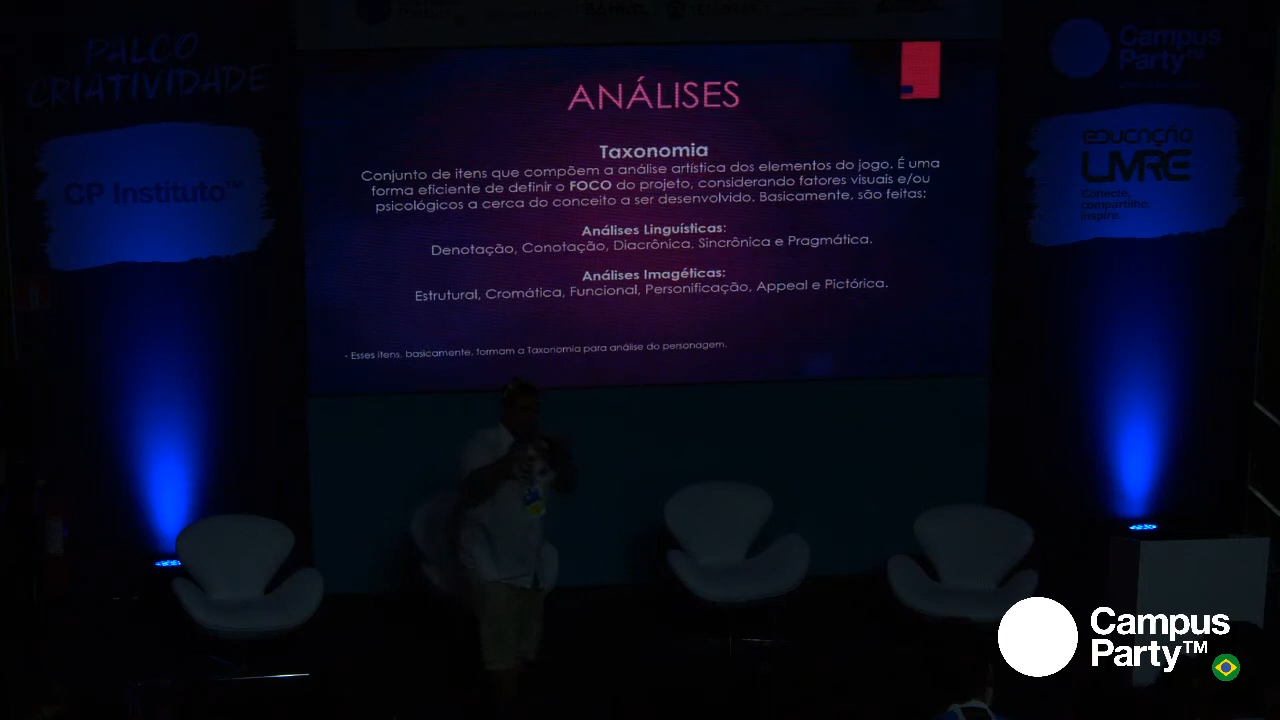 PALCO
CRIATIVIDADE
CP Instituto™
ANÁLISES
Taxonomia
Conjunto de itens que compõem a análise artística dos elementos do jogo. É uma
forma eficiente de definir o FOCO do projeto, considerando fatores visuais e/ou
psicológicos a cerca do conceito a ser desenvolvido. Basicamente, são feitas:
Análises Linguísticas:
Denotação, Conotação, Diacrônica, Sincrônica e Pragmática.
Análises Imagéticas:
Estrutural, Cromática, Funcional, Personificação, Appeal e Pictórica.
- Esses itens, basicamente, formam a Taxonomia para análise do personagem.
Campus
Party™
EDUCAÇÃO
LIVRE
Conecte,
compartilhe,
inspire.
Campus
Party™